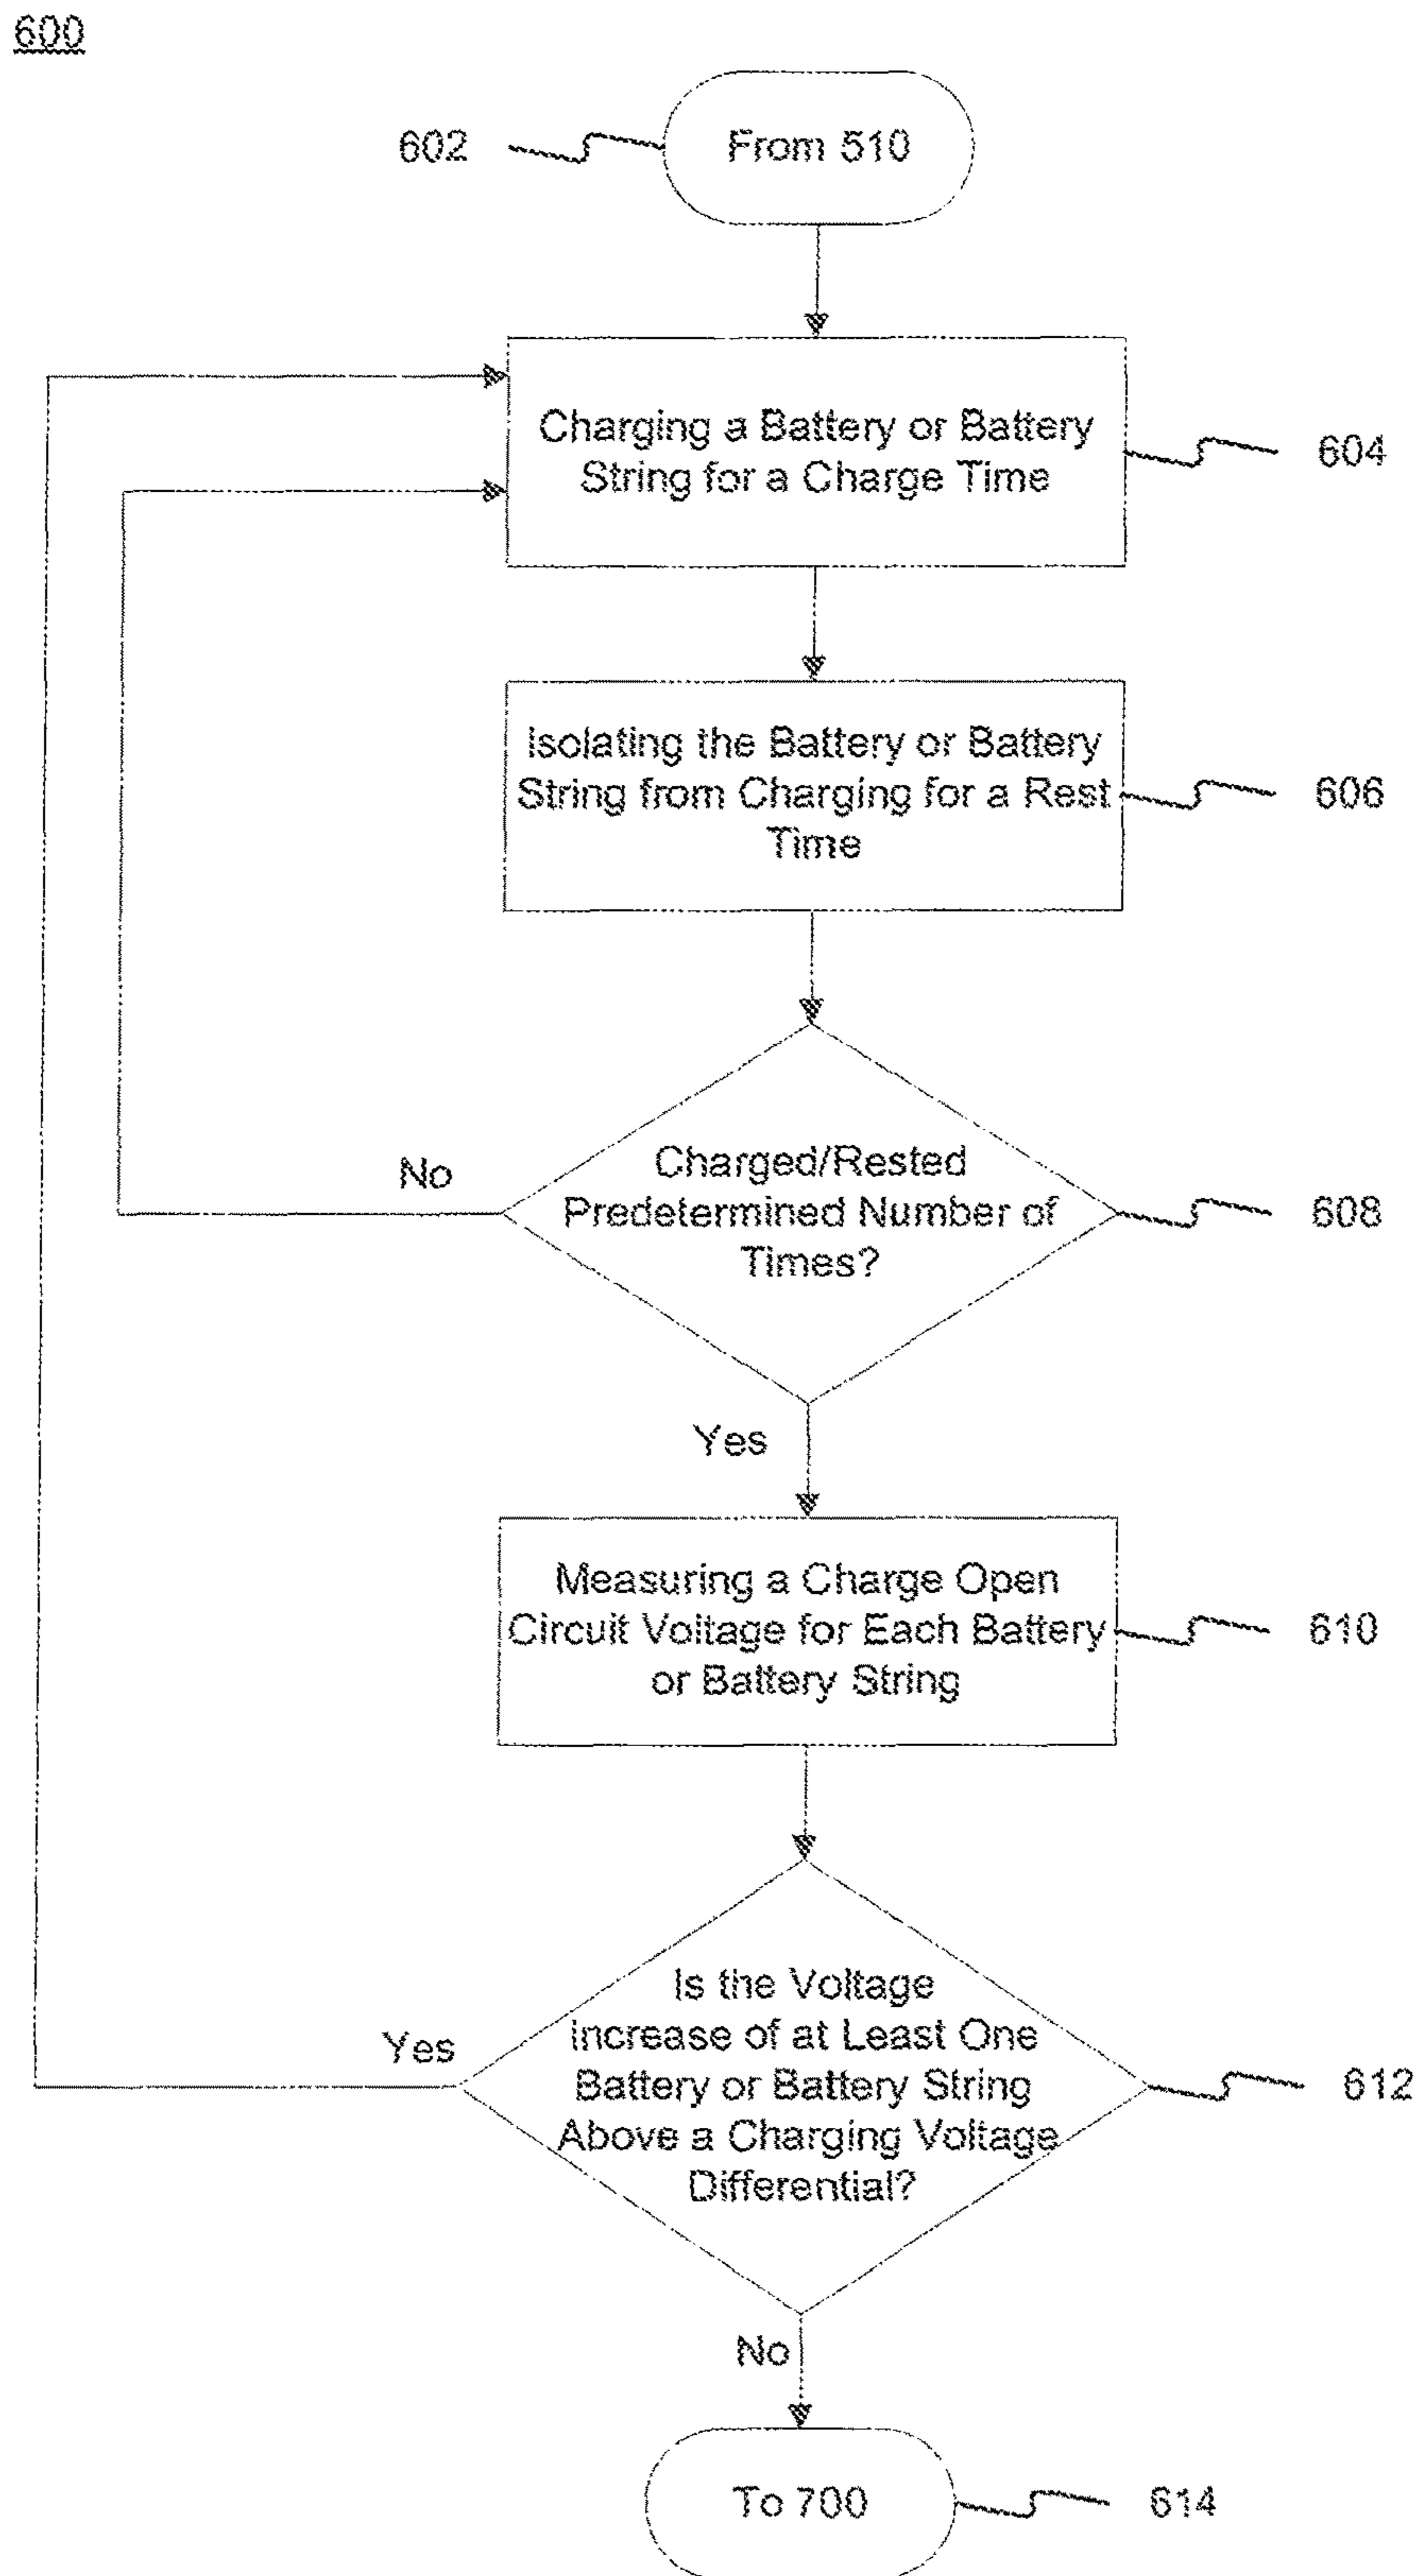 600
602
From 510
Charging a Battery or Battery
String for a Charge Time
604
Isolating the Battery or Battery
String from Charging for a Rest
Time
606
No
Charged/Rested
Predetermined Number of
Times?
608
Yes
Measuring a Charge Open
Circuit Voltage for Each Battery
or Battery String
610
Yes
Is the Voltage
Increase of at Least One
Battery or Battery String
Above a Charging Voltage
Differential?
612
No
To 700
614